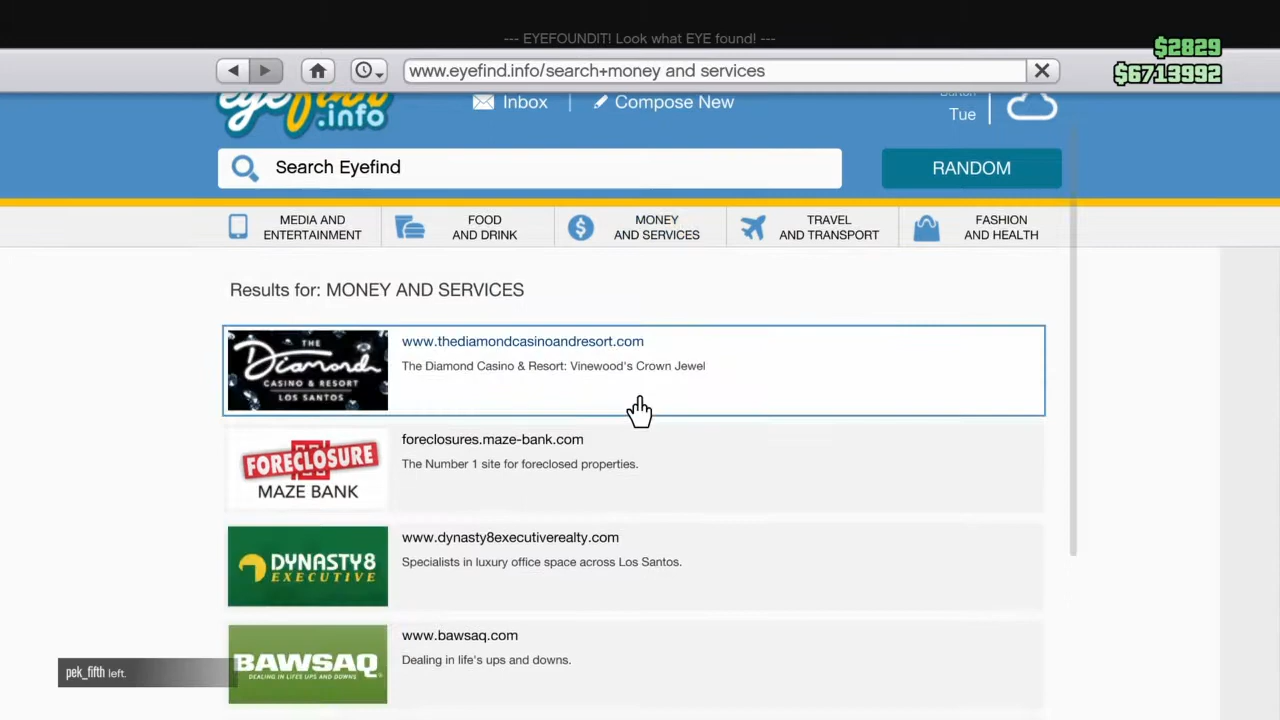 --- EYEFOUNDIT! Look what EYE found! ---
$2829
www.eyefind.info/search+money and services
$6713992
eyefind
.info
Inbox
Compose New
Tue
Search Eyefind
RANDOM
MEDIA AND
ENTERTAINMENT
FOOD
AND DRINK
MONEY
AND SERVICES
TRAVEL
AND TRANSPORT
FASHION
AND HEALTH
Results for: MONEY AND SERVICES
THE
Diamond
CASINO & RESORT
LOS SANTOS
www.thediamondcasinoandresort.com
The Diamond Casino & Resort: Vinewood's Crown Jewel
FORECLOSURE
MAZE BANK
foreclosures.maze-bank.com
The Number 1 site for foreclosed properties.
DYNASTY8
EXECUTIVE
www.dynasty8executiverealty.com
Specialists in luxury office space across Los Santos.
BAWSAQ
DEALING IN LIFE'S UPS AND DOWNS.
www.bawsaq.com
Dealing in life's ups and downs.
pek_fifth left.